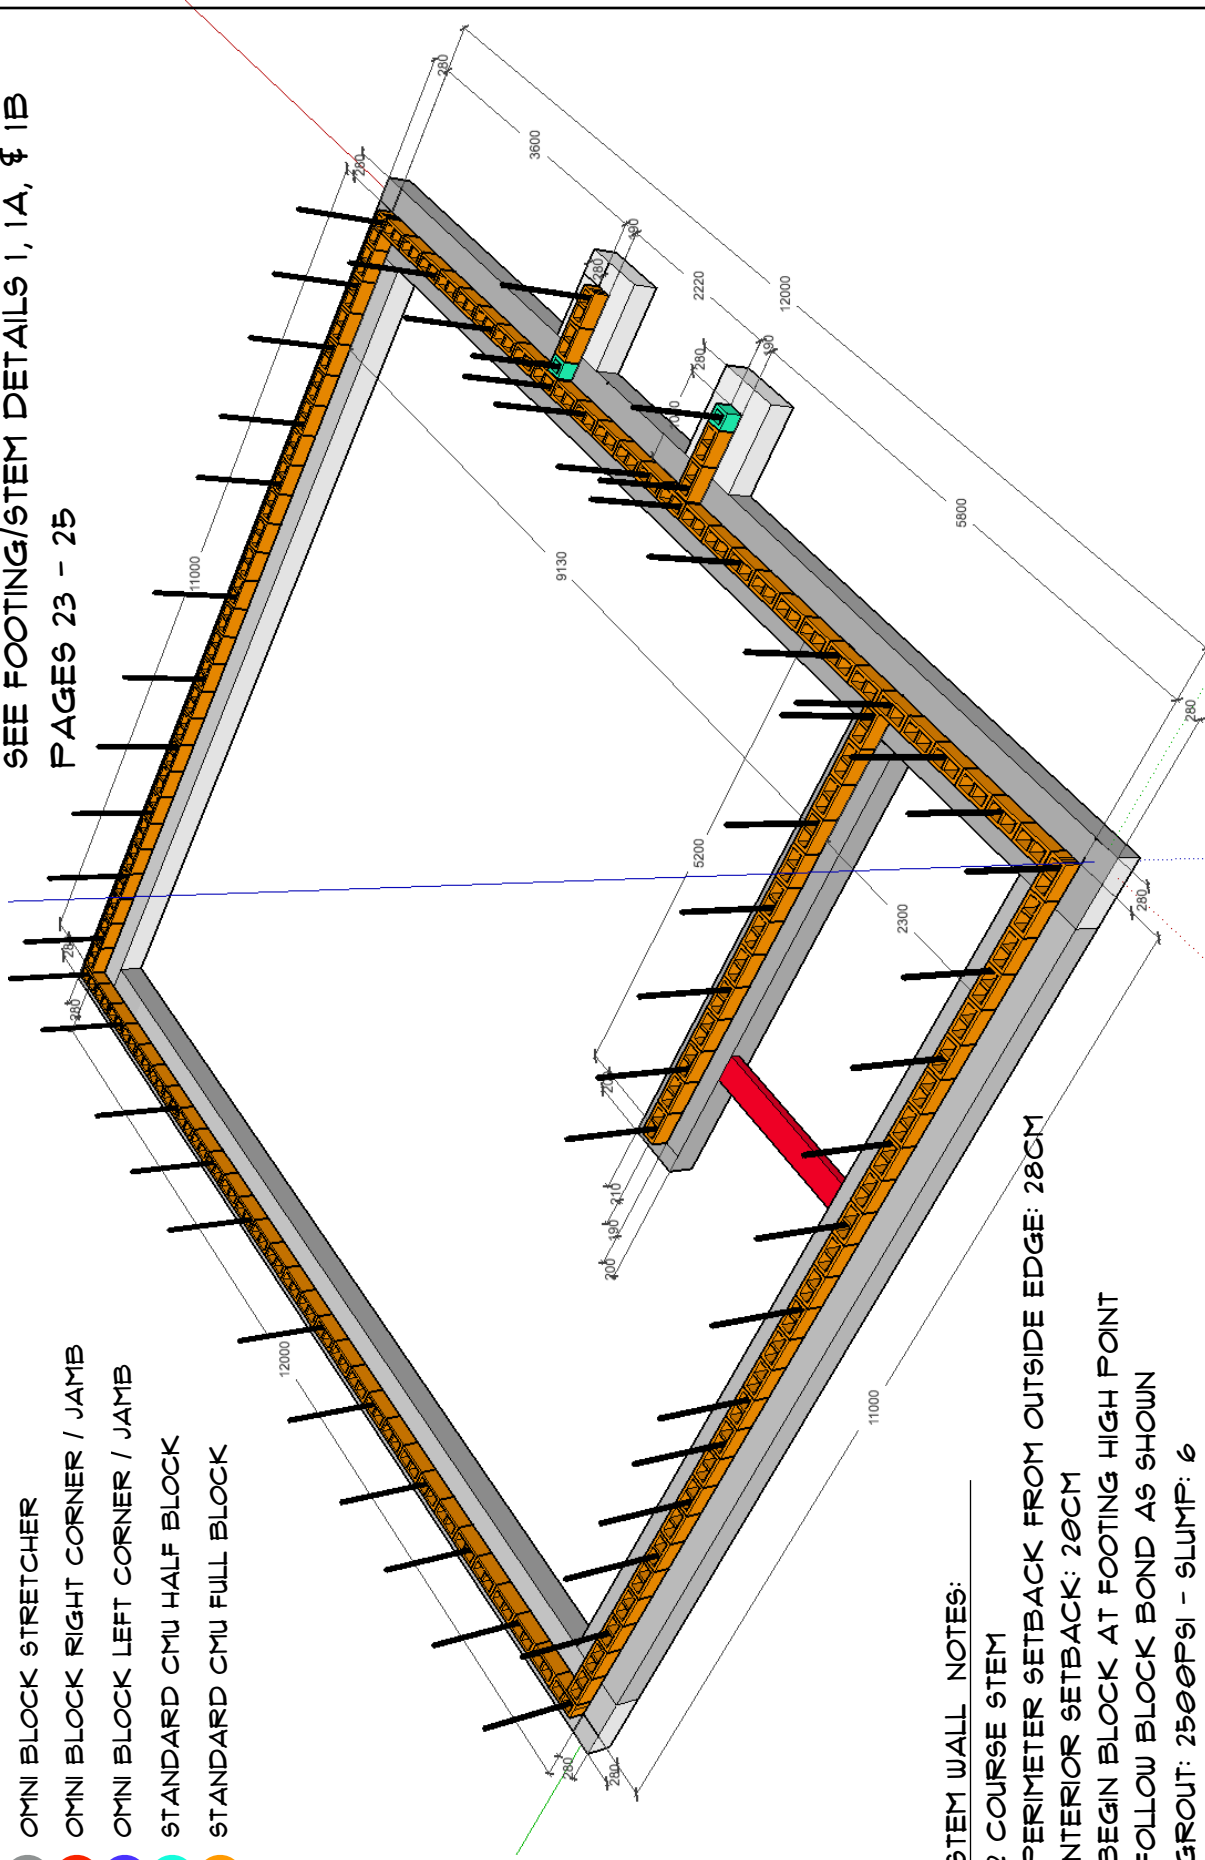 SEE FOOTING/STEM DETAILS 1, 1A, & 1B
PAGES 23 - 25
OMNI BLOCK STRETCHER
OMNI BLOCK RIGHT CORNER / JAMB
OMNI BLOCK LEFT CORNER / JAMB
STANDARD CMU HALF BLOCK
STANDARD CMU FULL BLOCK
STEM WALL NOTES:
COURSE STEM
PERIMETER SETBACK FROM OUTSIDE EDGE: 28CM
INTERIOR SETBACK: 20CM
BEGIN BLOCK AT FOOTING HIGH POINT
FOLLOW BLOCK BOND AS SHOWN
GROUT: 2500PSI - SLUMP: 6
280
3600
280
190
280
2220
12000
190
280
5800
280
280
11000
9130
5200
2300
280
280
210
190
200
12000
11000
280
280